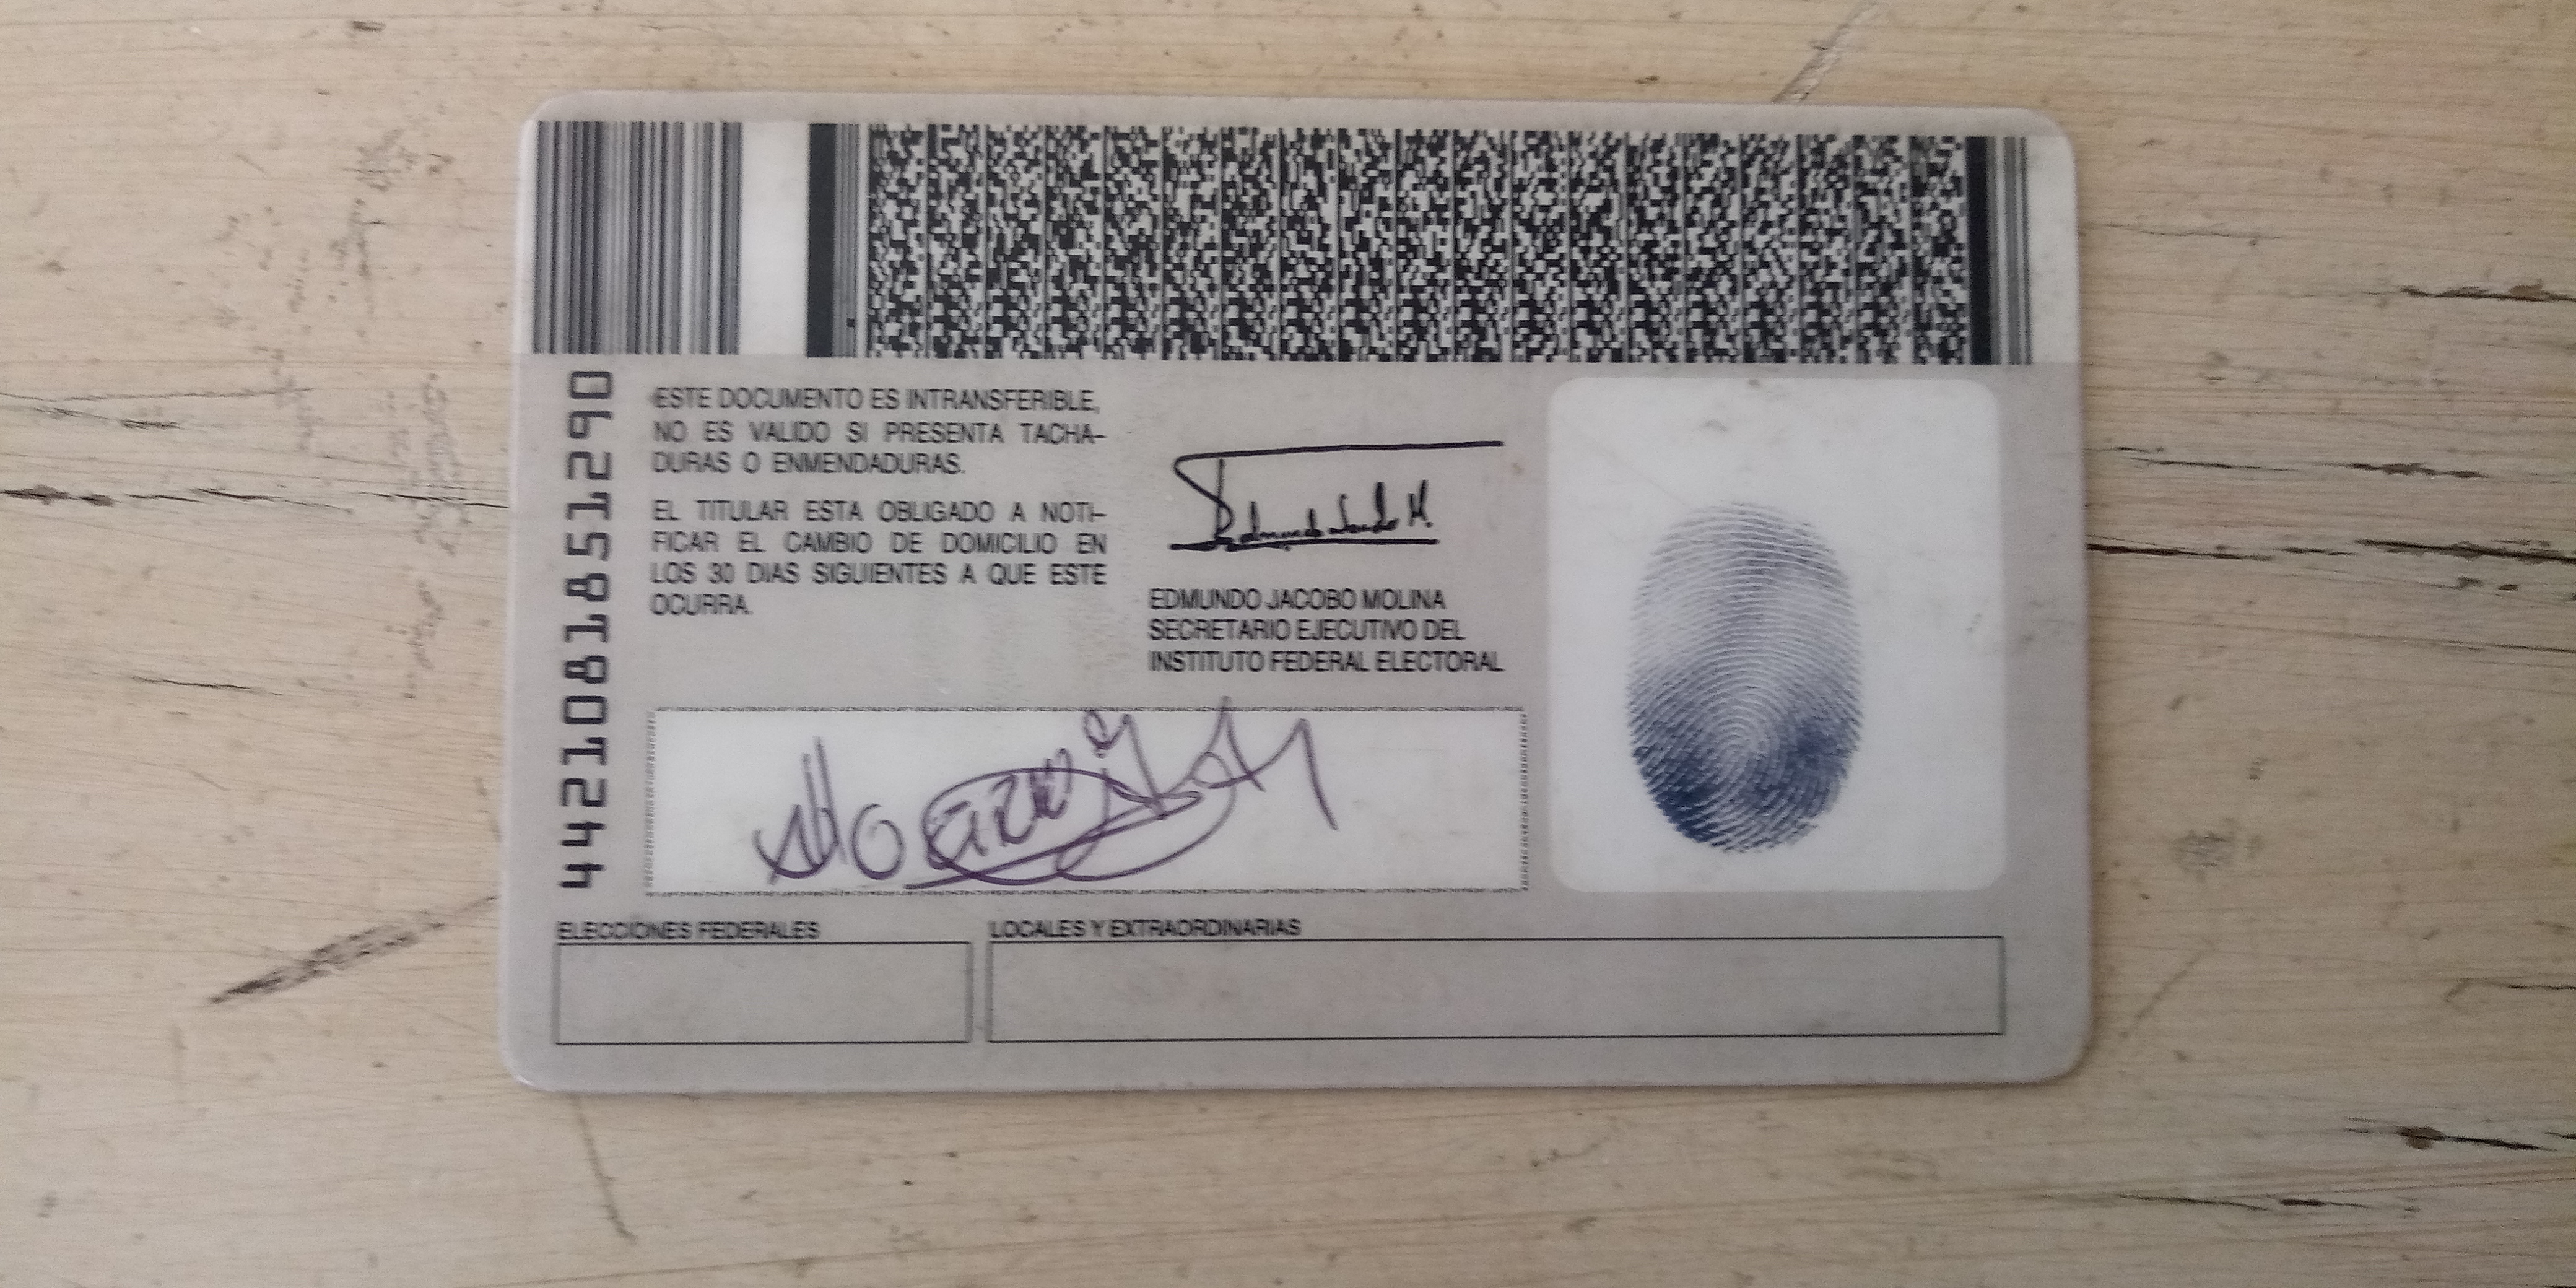 4421081851290
ESTE DOCUMENTO ES INTRANSFERIBLE,
NO ES VALIDO SI PRESENTA TACHA-
DURAS O ENMENDADURAS.
EL TITULAR ESTA OBLIGADO A NOTI-
FICAR EL CAMBIO DE DOMICILIO EN
LOS 30 DIAS SIGUIENTES A QUE ESTE
OCURRA.
EDMUNDO JACOBO MOLINA
SECRETARIO EJECUTIVO DEL
INSTITUTO FEDERAL ELECTORAL
ELECCIONES FEDERALES
LOCALES Y EXTRAORDINARIAS